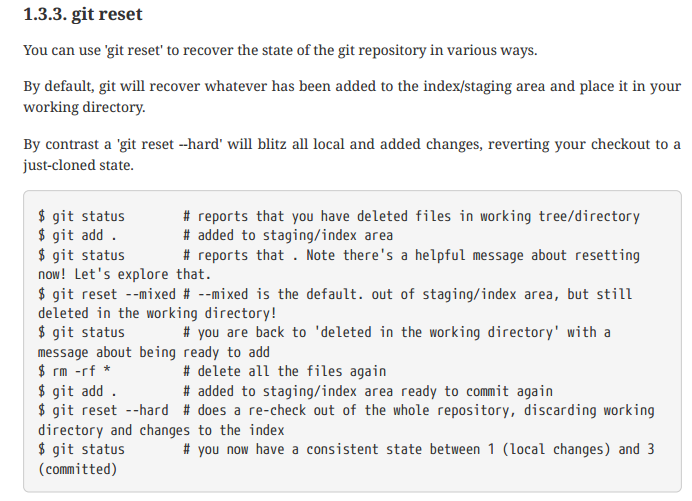 1.3.3. git reset
You can use 'git reset' to recover the state of the git repository in various ways.
By default, git will recover whatever has been added to the index/staging area and place it in your
working directory.
By contrast a 'git reset --hard' will blitz all local and added changes, reverting your checkout to a
just-cloned state.
$ git status        # reports that you have deleted files in working tree/directory
$ git add .         # added to staging/index area
$ git status        # reports that . Note there's a helpful message about resetting
now! Let's explore that.
$ git reset --mixed # --mixed is the default. out of staging/index area, but still
deleted in the working directory!
$ git status        # you are back to 'deleted in the working directory' with a
message about being ready to add
$ rm -rf *          # delete all the files again
$ git add .         # added to staging/index area ready to commit again
$ git reset --hard  # does a re-check out of the whole repository, discarding working
directory and changes to the index
$ git status        # you now have a consistent state between 1 (local changes) and 3
(committed)